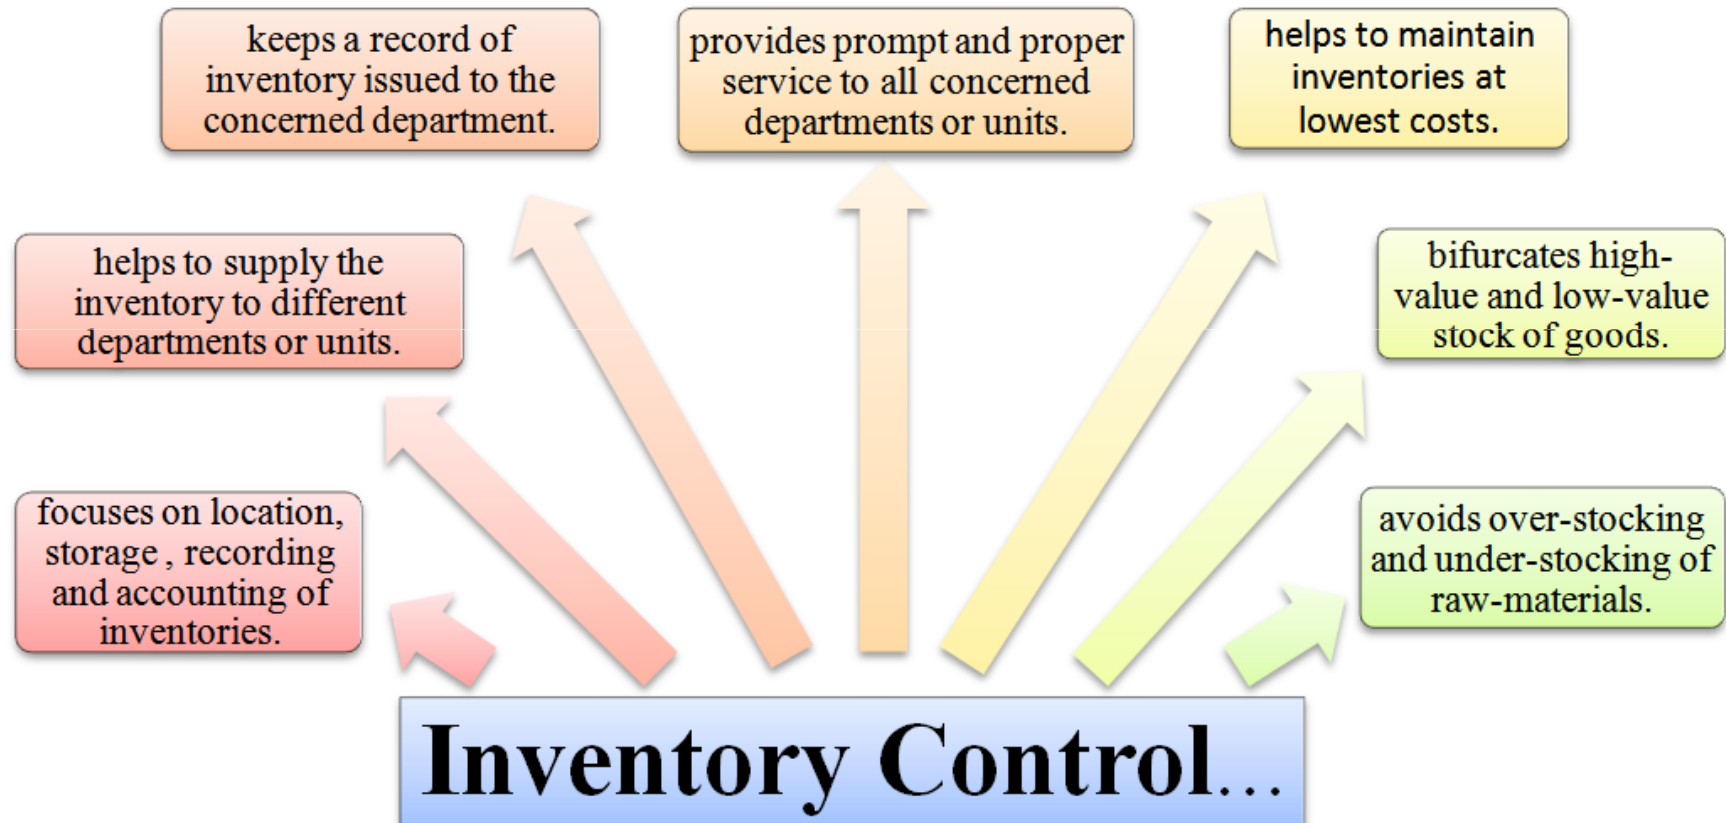 keeps a record of
inventory issued to the
concerned department.
provides prompt and proper
service to all concerned
departments or units.
helps to maintain
inventories at
lowest costs.
helps to supply the
inventory to different
departments or units.
bifurcates high-
value and low-value
stock of goods.
focuses on location,
storage , recording
and accounting of
inventories.
avoids over-stocking
and under-stocking of
raw-materials.
Inventory Control...